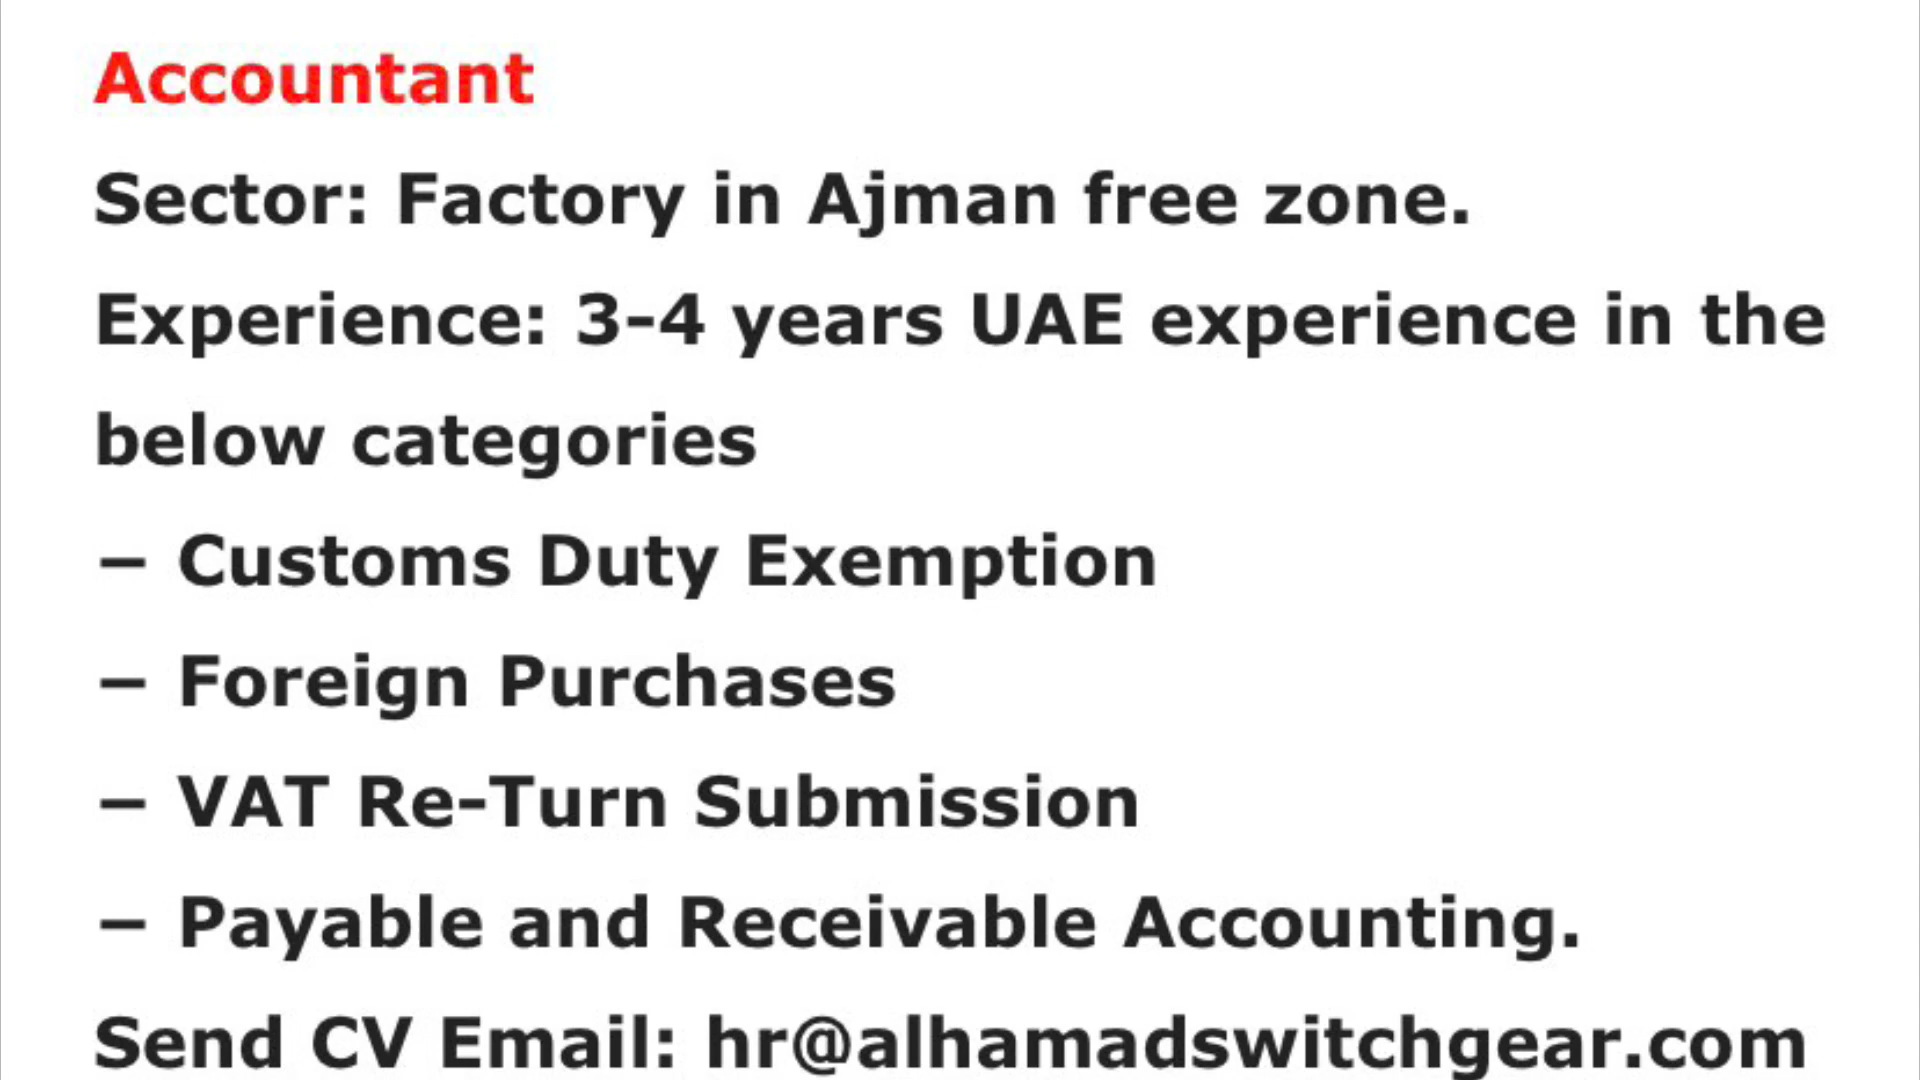 Accountant
Sector: Factory in Ajman free zone.
Experience: 3-4 years UAE experience in the
below categories
– Customs Duty Exemption
– Foreign Purchases
– VAT Re-Turn Submission
– Payable and Receivable Accounting.
Send CV Email: hr@alhamadswitchgear.com